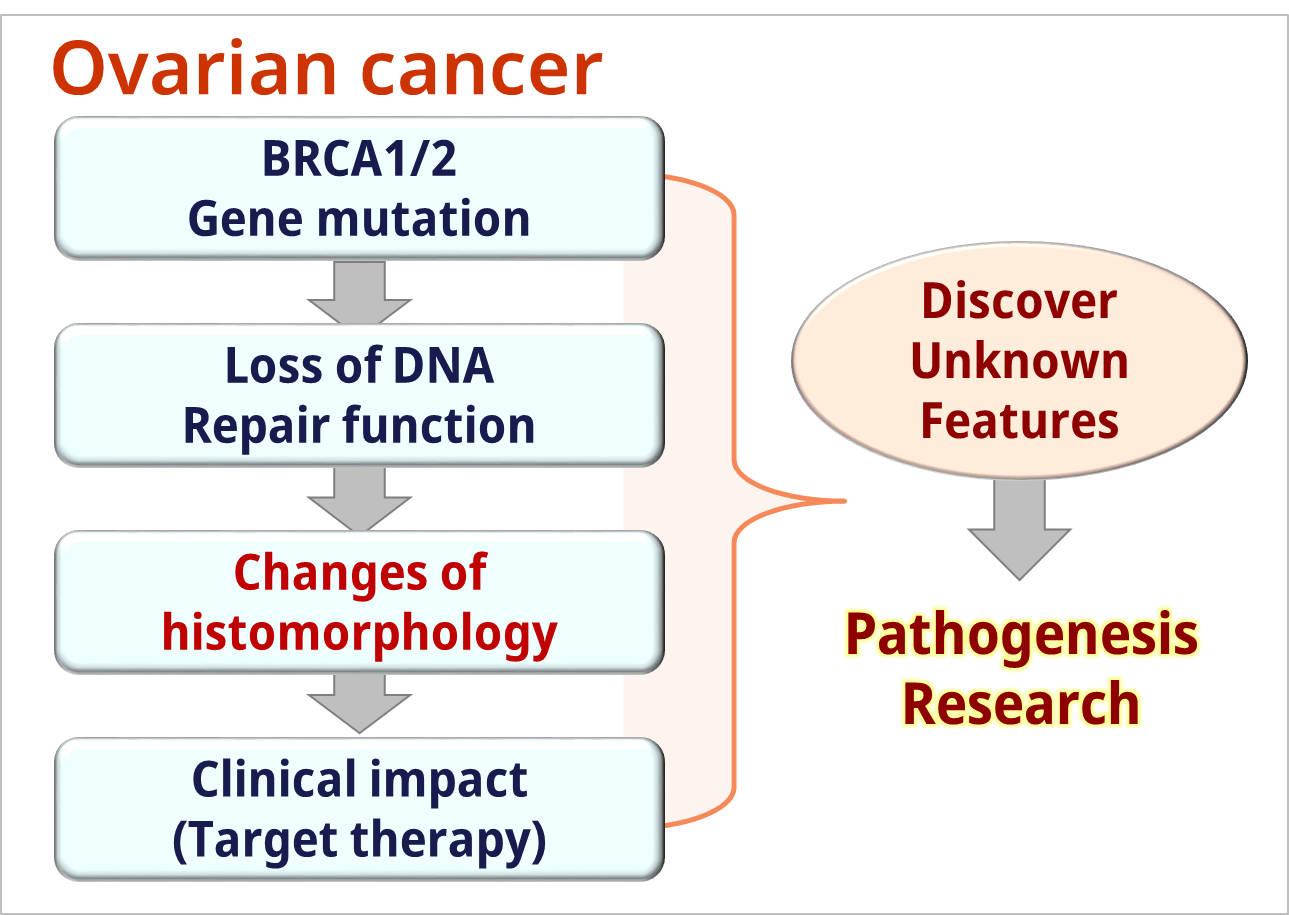 Ovarian cancer
BRCA1/2
Gene mutation
Loss of DNA
Repair function
Changes of
histomorphology
Clinical impact
(Target therapy)
Discover
Unknown
Features
Pathogenesis
Research